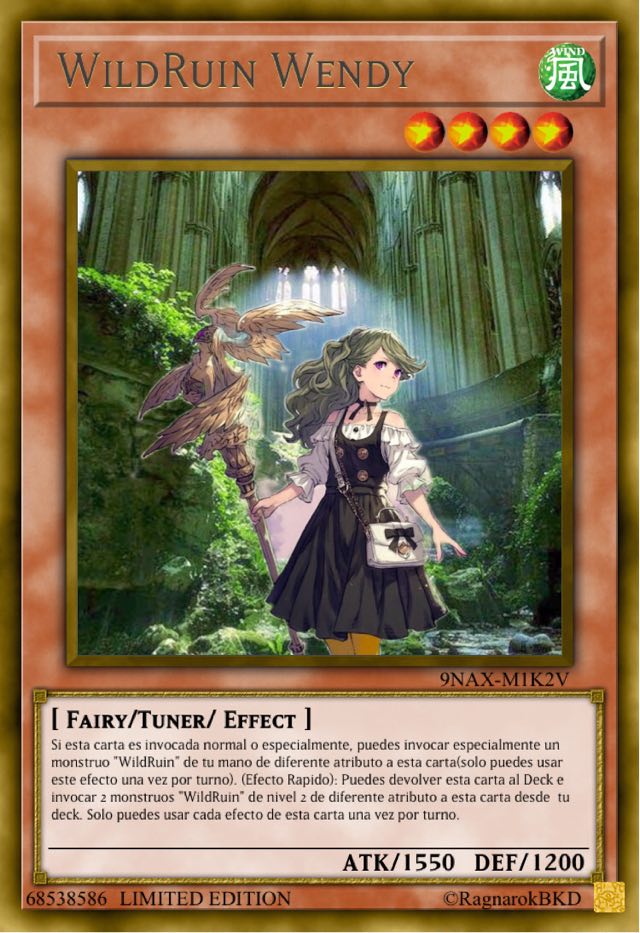 WildRuin Wendy
WIND
風
9NAX-M1K2V
[ Fairy/Tuner/ Effect ]
Si esta carta es invocada normal o especialmente, puedes invocar especialmente un
monstruo "WildRuin" de tu mano de diferente atributo a esta carta(solo puedes usar
este efecto una vez por turno). (Efecto Rapido): Puedes devolver esta carta al Deck e
invocar 2 monstruos "WildRuin" de nivel 2 de diferente atributo a esta carta desde tu
deck. Solo puedes usar cada efecto de esta carta una vez por turno.
ATK/1550 DEF/1200
68538586 LIMITED EDITION ©RagnarokBKD